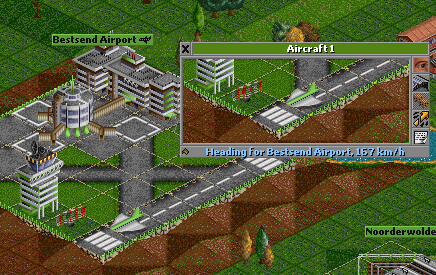 Bestsend Airport
Aircraft 1
Heading for Bestsend Airport, 157 km/h
Noorderwolde